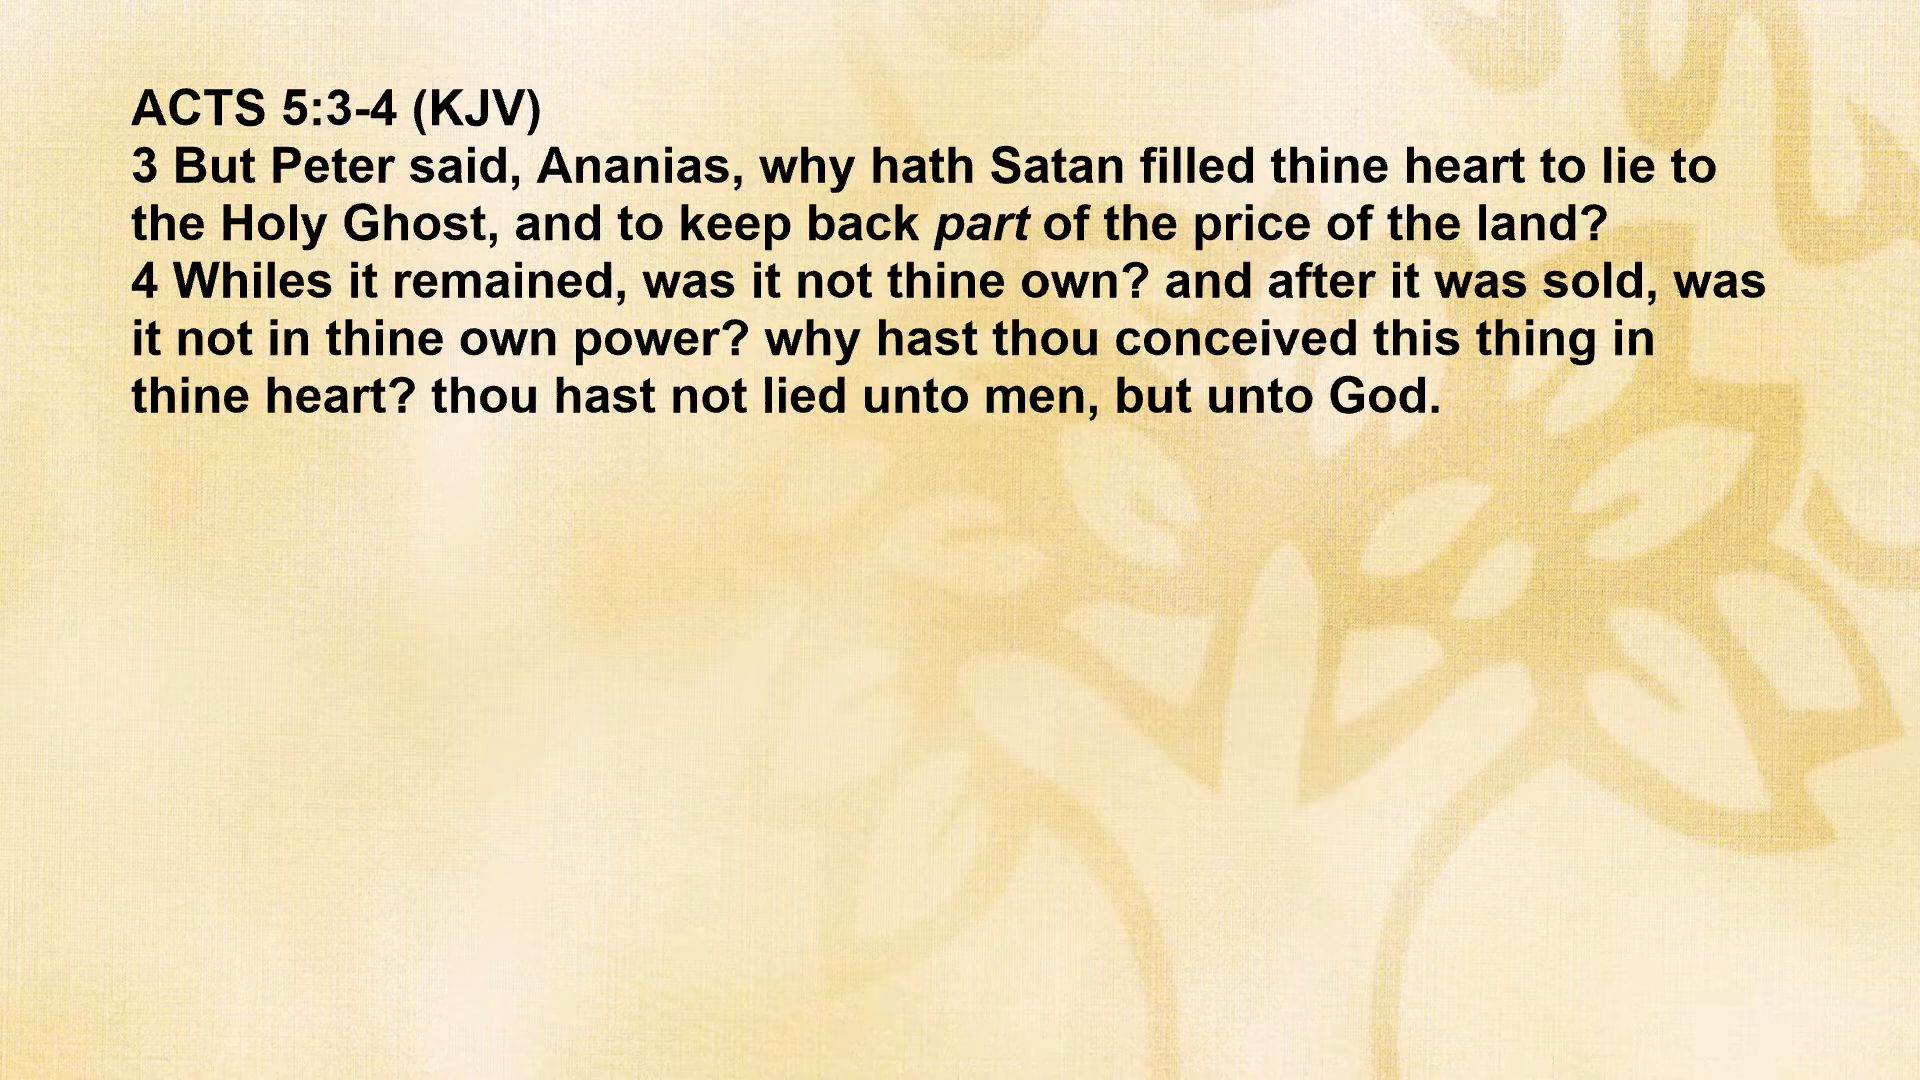 ACTS 5:3-4 (KJV)
3 But Peter said, Ananias, why hath Satan filled thine heart to lie to
the Holy Ghost, and to keep back part of the price of the land?
4 Whiles it remained, was it not thine own? and after it was sold, was
it not in thine own power? why hast thou conceived this thing in
thine heart? thou hast not lied unto men, but unto God.